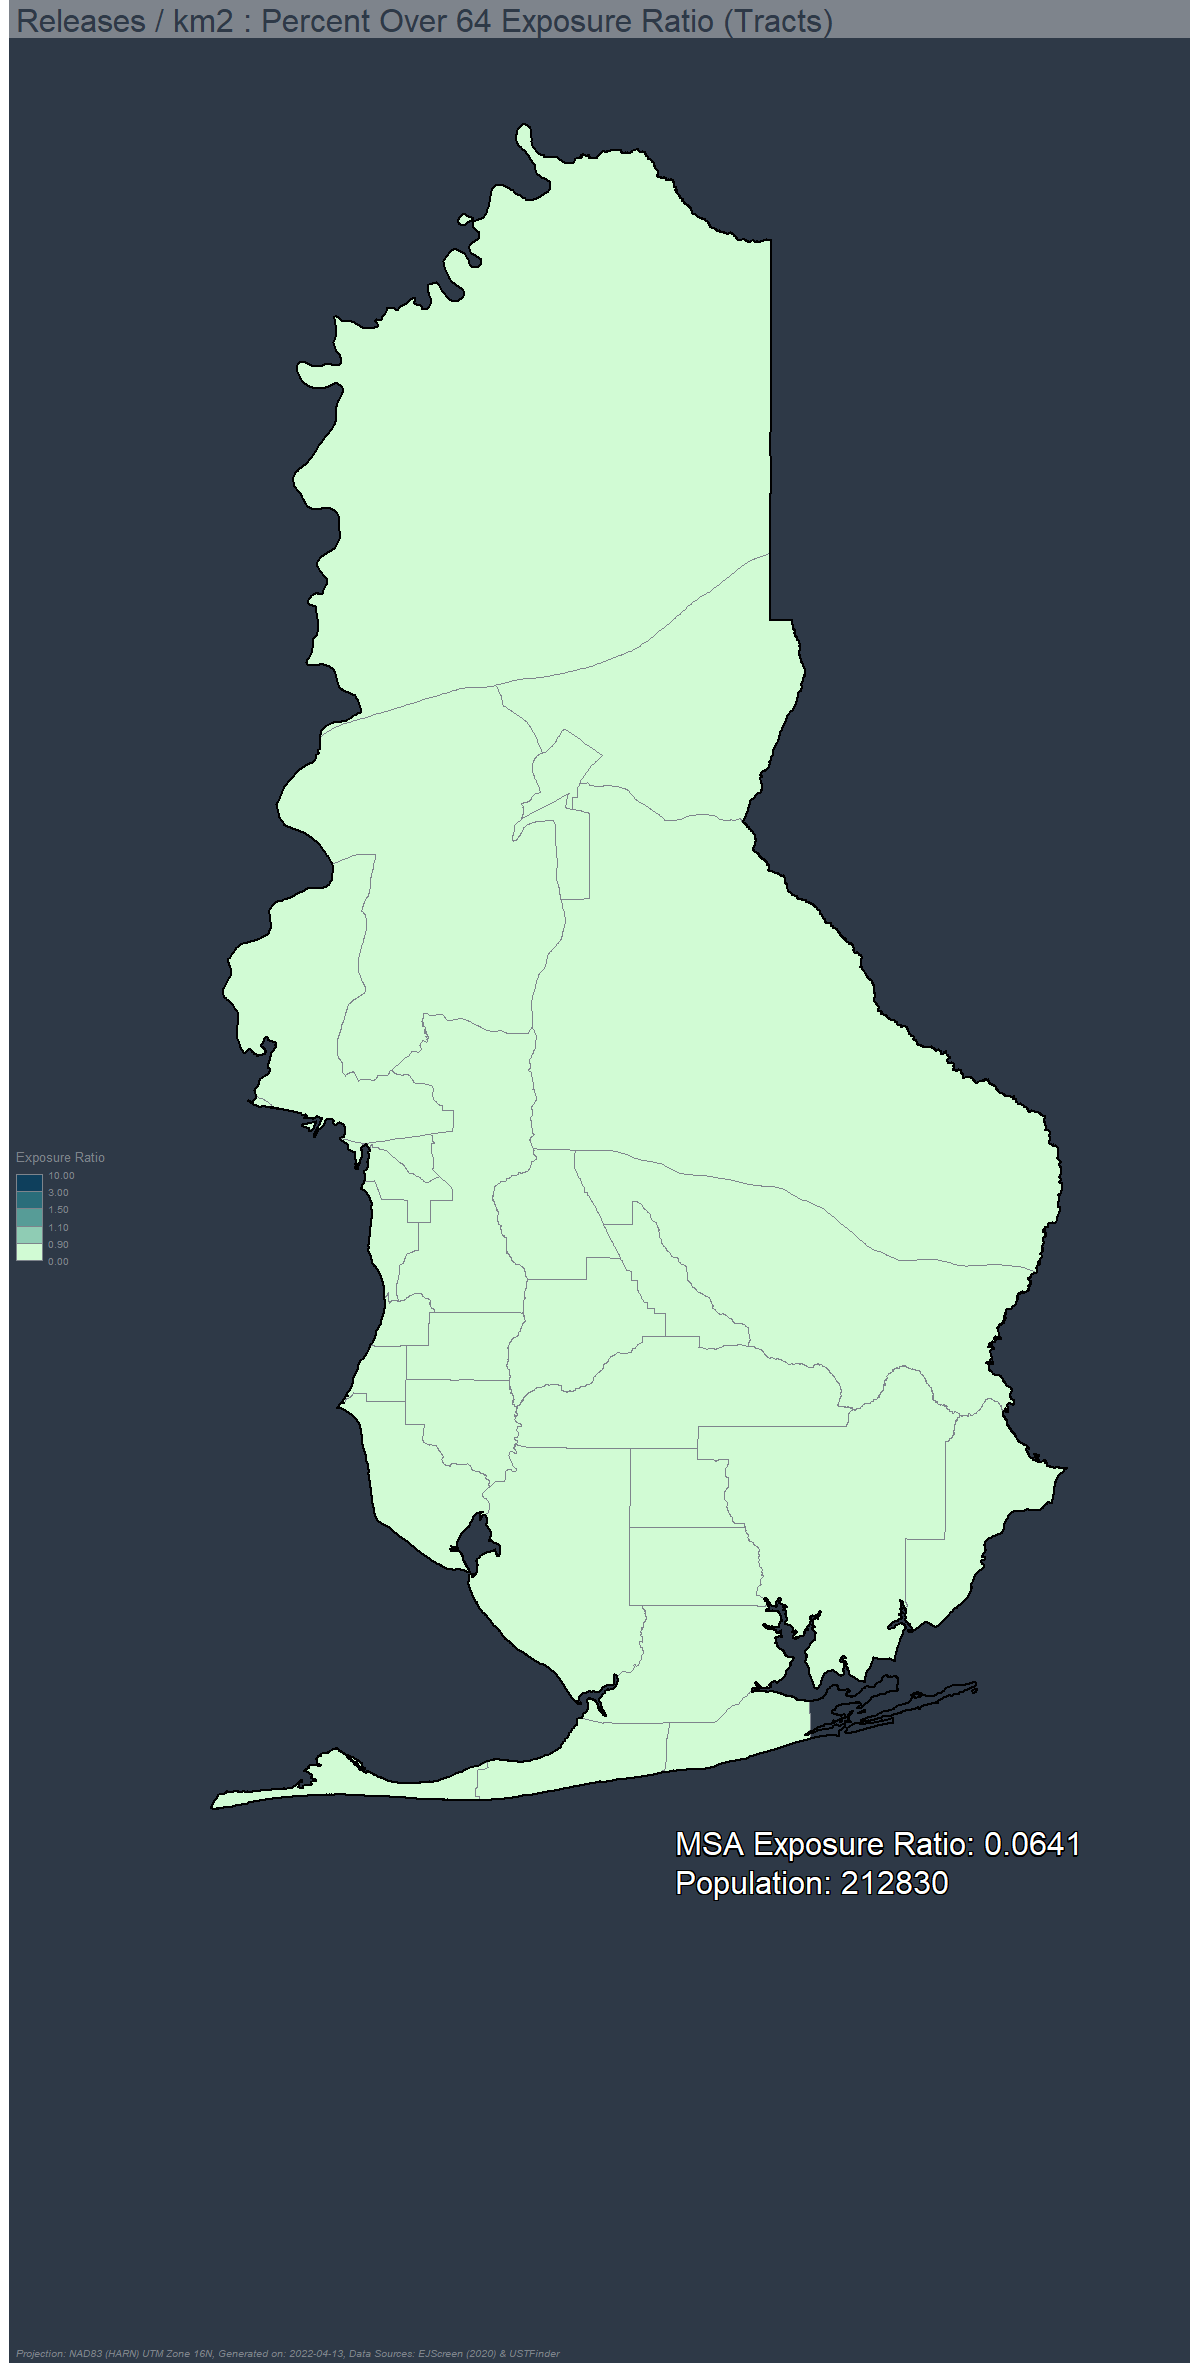 Releases / km2 : Percent Over 64 Exposure Ratio (Tracts)
Exposure Ratio
10.00
3.00
1.50
1.10
0.90
0.00
MSA Exposure Ratio: 0.0641
Population: 212830
Projection: NAD83 (HARN) UTM Zone 16N, Generated on: 2022-04-13, Data Sources: EJScreen (2020) & USTFinder